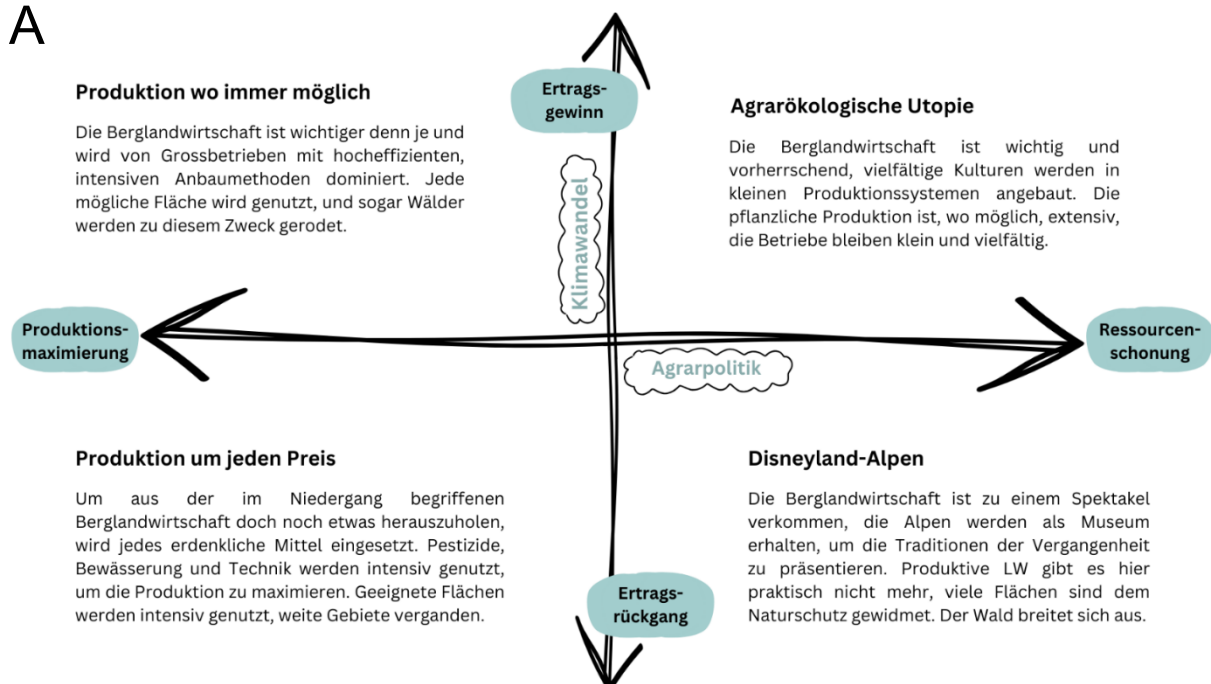 A
Produktion wo immer möglich
Die Berglandwirtschaft ist wichtiger denn je und
wird von Grossbetrieben mit hocheffizienten,
intensiven Anbaumethoden dominiert. Jede
mögliche Fläche wird genutzt, und sogar Wälder
werden zu diesem Zweck gerodet.
Ertrags-
gewinn
Agrarökologische Utopie
Die Berglandwirtschaft ist wichtig und
vorherrschend, vielfältige Kulturen werden in
kleinen Produktionssystemen angebaut. Die
pflanzliche Produktion ist, wo möglich, extensiv,
die Betriebe bleiben klein und vielfältig.
Klimawandel
Produktions-
maximierung
Agrarpolitik
Ressourcen-
schonung
Produktion um jeden Preis
Um aus der im Niedergang begriffenen
Berglandwirtschaft doch noch etwas herauszuholen,
wird jedes erdenkliche Mittel eingesetzt. Pestizide,
Bewässerung und Technik werden intensiv genutzt,
um die Produktion zu maximieren. Geeignete Flächen
werden intensiv genutzt, weite Gebiete verganden.
Disneyland-Alpen
Die Berglandwirtschaft ist zu einem Spektakel
verkommen, die Alpen werden als Museum
erhalten, um die Traditionen der Vergangenheit
zu präsentieren. Produktive LW gibt es hier
praktisch nicht mehr, viele Flächen sind dem
Naturschutz gewidmet. Der Wald breitet sich aus.
Ertrags-
rückgang